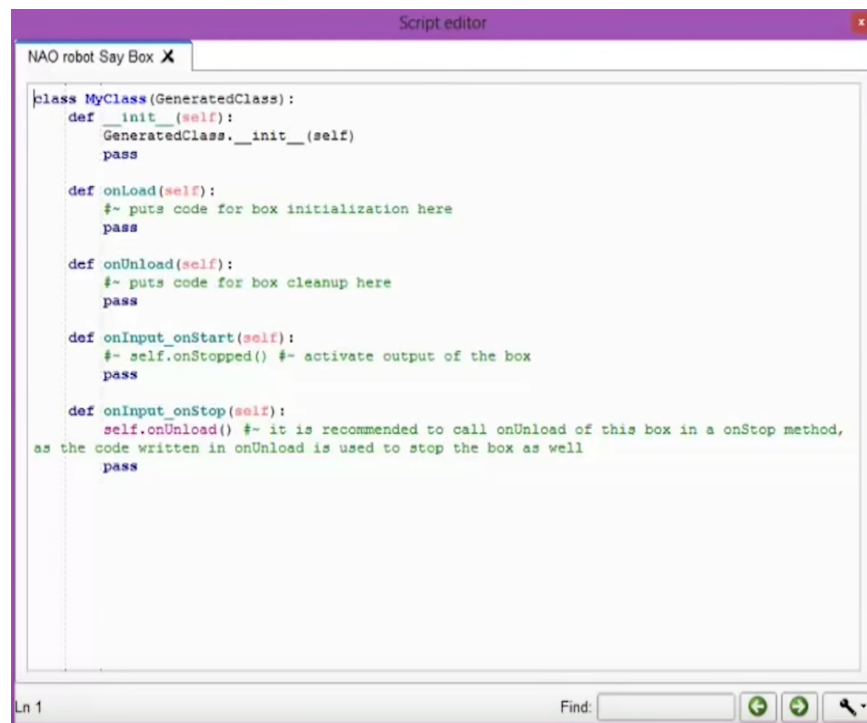 Script editor
x
NAO robot Say Box X
class MyClass(GeneratedClass):
    def __init__(self):
        GeneratedClass.__init__(self)
        pass

    def onLoad(self):
        #~ puts code for box initialization here
        pass

    def onUnload(self):
        #~ puts code for box cleanup here
        pass

    def onInput_onStart(self):
        #~ self.onStopped() #~ activate output of the box
        pass

    def onInput_onStop(self):
        self.onUnload() #~ it is recommended to call onUnload of this box in a onStop method,
as the code written in onUnload is used to stop the box as well
        pass
Ln 1
Find: